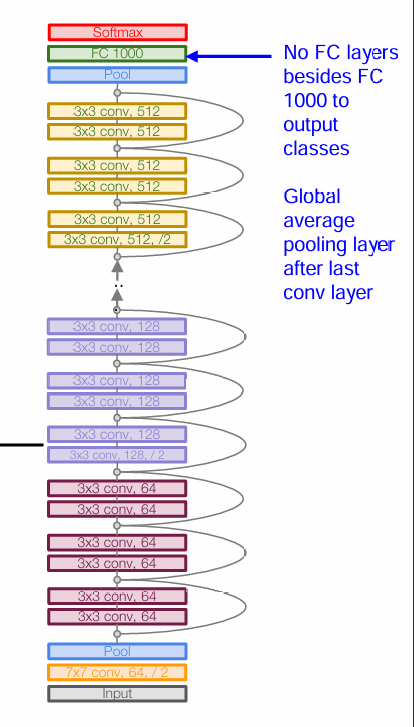 Softmax
FC 1000
Pool
3x3 conv, 512
3x3 conv, 512
3x3 conv, 512
3x3 conv, 512
3x3 conv, 512
3x3 conv, 512, /2
..
3x3 conv, 128
3x3 conv, 128
3x3 conv, 128
3x3 conv, 128
3x3 conv, 128
3x3 conv, 128, / 2
3x3 conv, 64
3x3 conv, 64
3x3 conv, 64
3x3 conv, 64
3x3 conv, 64
3x3 conv, 64
Pool
7x7 conv, 64, / 2
Input
No FC layers
besides FC
1000 to
output
classes
Global
average
pooling layer
after last
conv layer